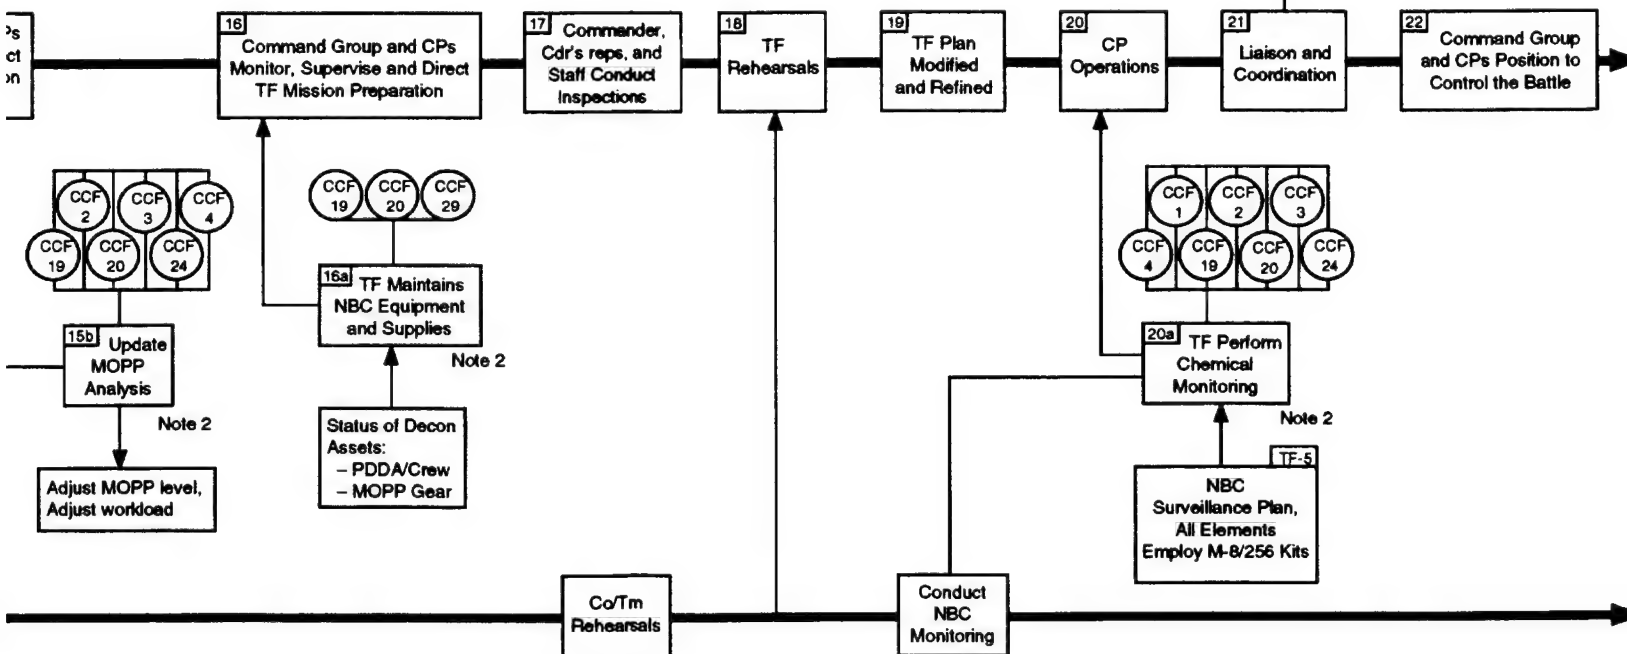 Ps
ct
on
16
Command Group and CPs
Monitor, Supervise and Direct
TF Mission Preparation
17
Commander,
Cdr's reps, and
Staff Conduct
Inspections
18
TF
Rehearsals
19
TF Plan
Modified
and Refined
20
CP
Operations
21
Liaison and
Coordination
22
Command Group
and CPs Position to
Control the Battle
CCF
2
CCF
3
CCF
4
CCF
19
CCF
20
CCF
24
15b
Update
MOPP
Analysis
Note 2
Adjust MOPP level,
Adjust workload
CCF
19
CCF
20
CCF
29
16a
TF Maintains
NBC Equipment
and Supplies
Note 2
Status of Decon
Assets:
– PDDA/Crew
– MOPP Gear
CCF
1
CCF
2
CCF
3
CCF
4
CCF
19
CCF
20
CCF
24
20a
TF Perform
Chemical
Monitoring
Note 2
TF-5
NBC
Surveillance Plan,
All Elements
Employ M-8/256 Kits
Co/Tm
Rehearsals
Conduct
NBC
Monitoring